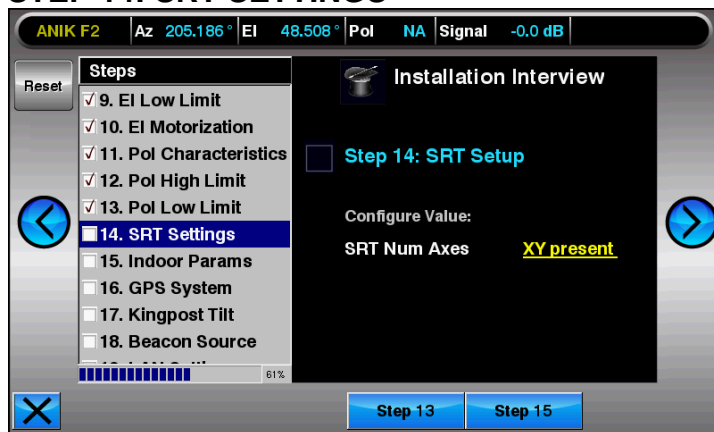 ANIK F2 Az 205.186° El 48.508° Pol NA Signal -0.0 dB
Reset
Steps
9. El Low Limit
10. El Motorization
11. Pol Characteristics
12. Pol High Limit
13. Pol Low Limit
14. SRT Settings
15. Indoor Params
16. GPS System
17. Kingpost Tilt
18. Beacon Source
61%
Installation Interview
Step 14: SRT Setup
Configure Value:
SRT Num Axes XY present
Step 13 Step 15